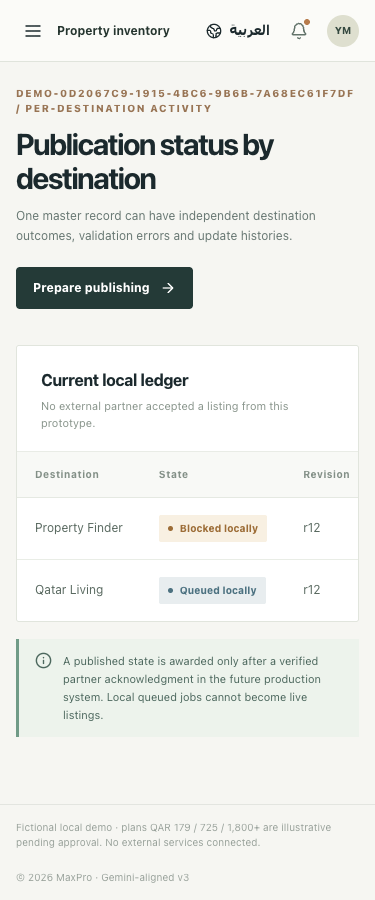 Property inventory
العربية
YM
DEMO-0D2067C9-1915-4BC6-9B6B-7A68EC61F7DF
/ PER-DESTINATION ACTIVITY
Publication status by
destination
One master record can have independent destination
outcomes, validation errors and update histories.
Prepare publishing
Current local ledger
No external partner accepted a listing from this
prototype.
Destination State Revision
Property Finder Blocked locally r12
Qatar Living Queued locally r12
A published state is awarded only after a verified
partner acknowledgment in the future production
system. Local queued jobs cannot become live
listings.
Fictional local demo · plans QAR 179 / 725 / 1,800+ are illustrative
pending approval. No external services connected.
© 2026 MaxPro · Gemini-aligned v3